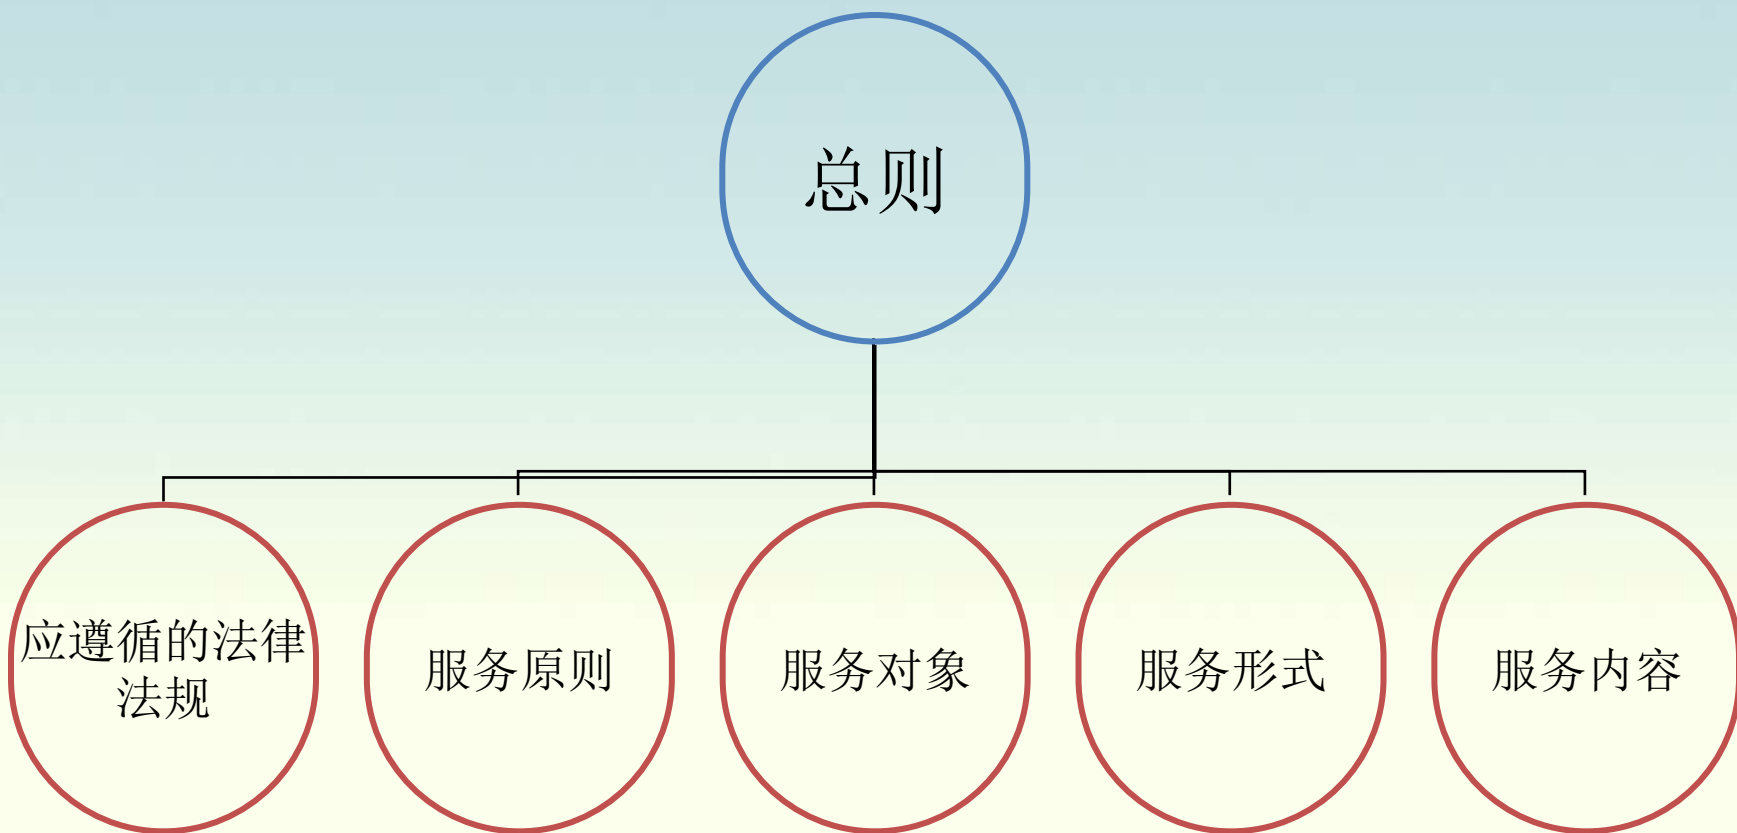 总则
应遵循的法律
法规
服务原则
服务对象
服务形式
服务内容